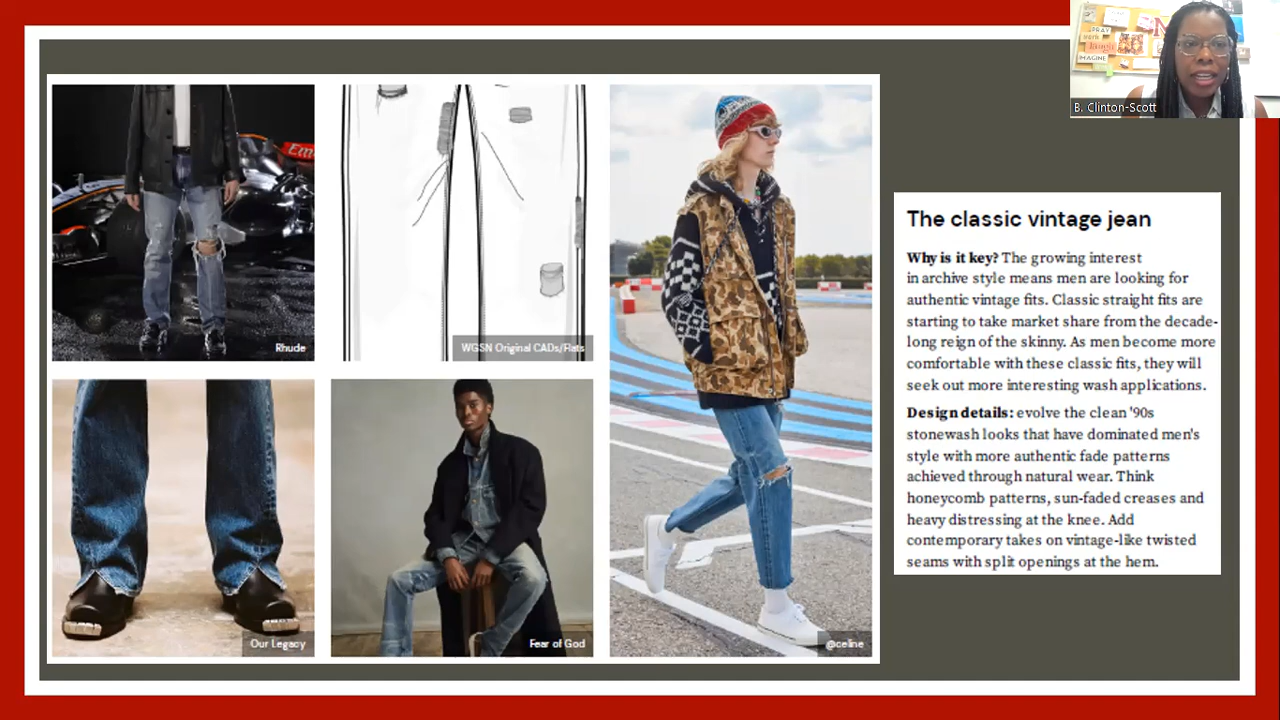 PRAY
laugh
IMAGINE
B. Clinton-Scott
Emi
Rhude
WGSN Original CADs/Flats
Our Legacy
Fear of God
@celine
The classic vintage jean
Why is it key? The growing interest
in archive style means men are looking for
authentic vintage fits. Classic straight fits are
starting to take market share from the decade-
long reign of the skinny. As men become more
comfortable with these classic fits, they will
seek out more interesting wash applications.
Design details: evolve the clean '90s
stonewash looks that have dominated men's
style with more authentic fade patterns
achieved through natural wear. Think
honeycomb patterns, sun-faded creases and
heavy distressing at the knee. Add
contemporary takes on vintage-like twisted
seams with split openings at the hem.